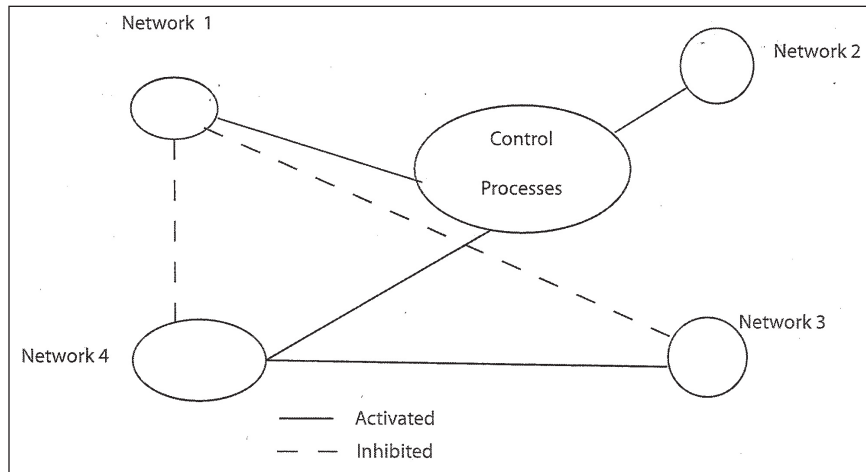 Network 1
Network 2
Control
Processes
Network 3
Network 4
Activated
Inhibited